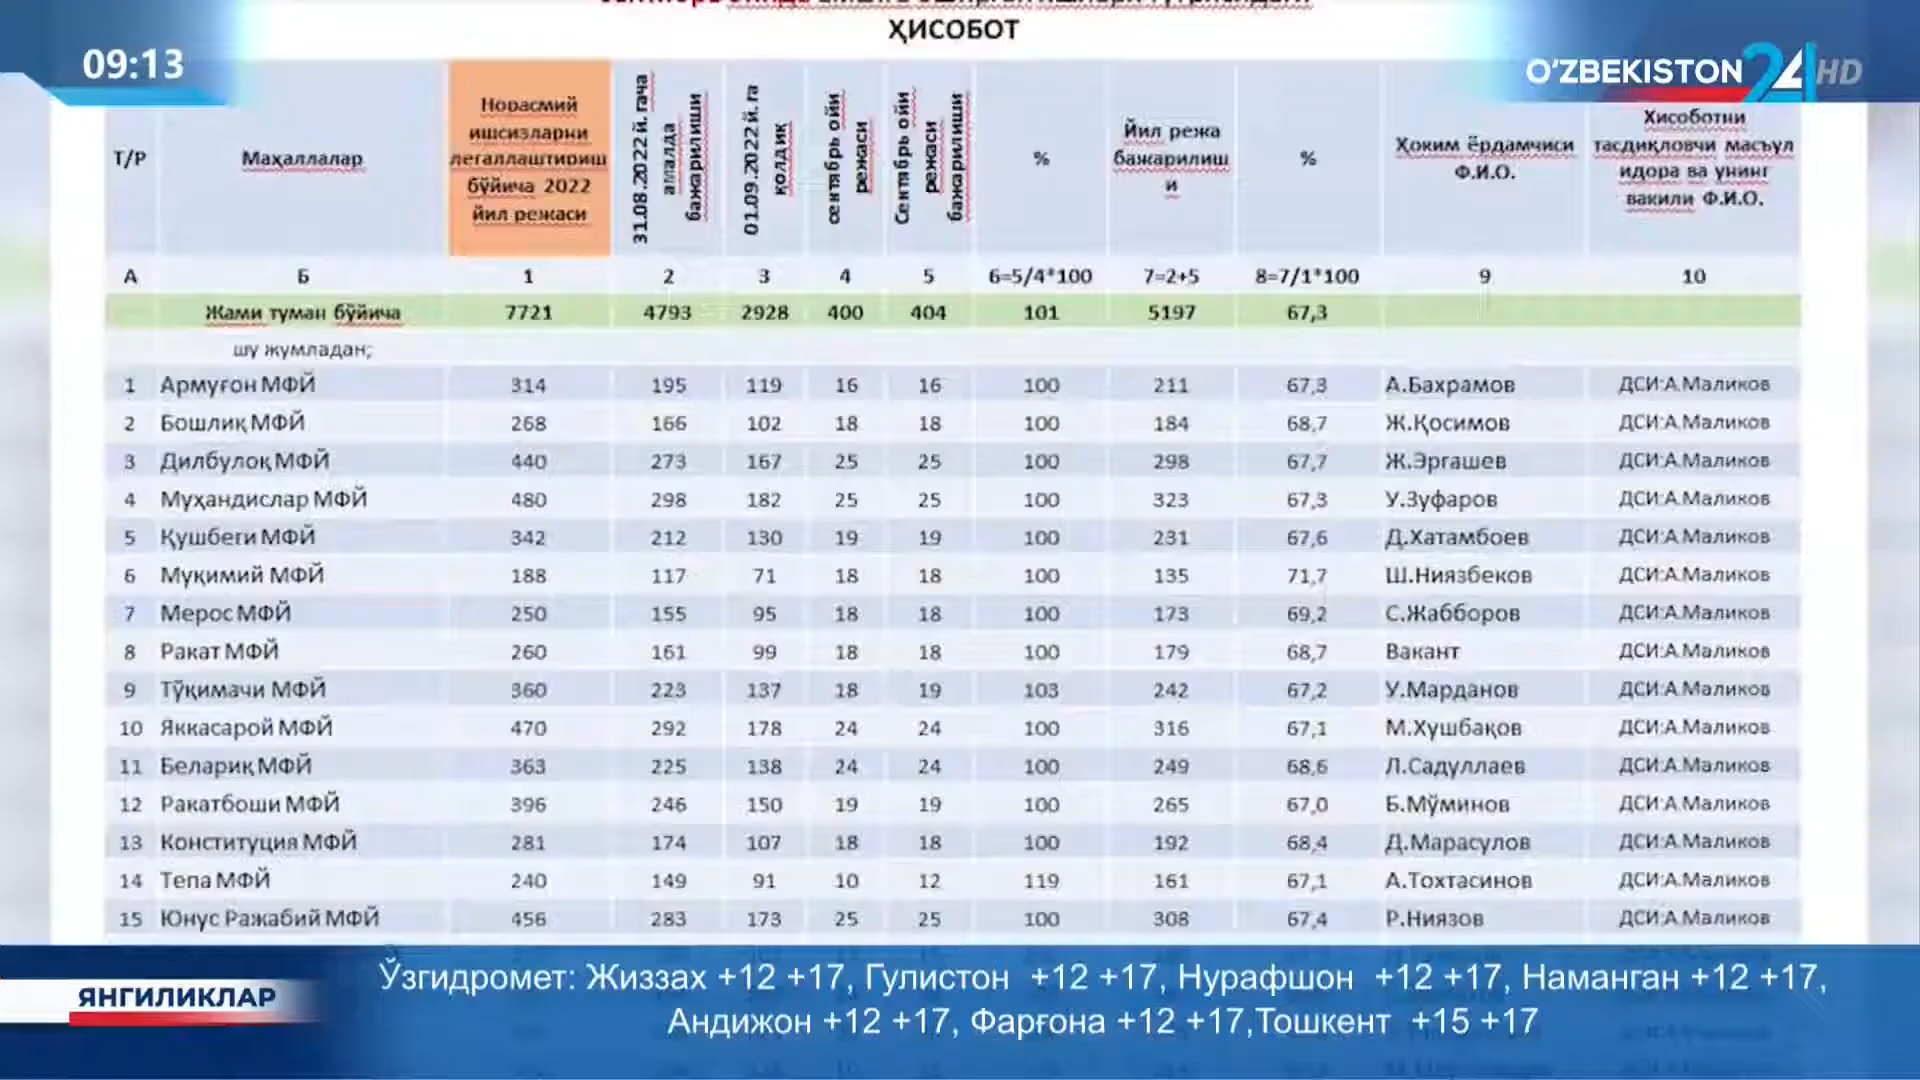 ҲИСОБОТ
09:13
O‘ZBEKISTON 24 HD
Т/Р Маҳаллалар Норасмий ишсизларни легаллаштириш бўйича 2022 йил режаси 31.08.2022 й. гача амалда бажарилиши 01.09.2022 й. га қолдиқ сентябрь ойи режаси Сентябрь ойи режаси бажарилиши % Йил режа бажарилиши % Ҳоким ёрдамчиси Ф.И.О. Хисоботни тасдиқловчи масъул идора ва унинг вакили Ф.И.О.
А Б 1 2 3 4 5 6=5/4*100 7=2+5 8=7/1*100 9 10
Жами туман бўйича 7721 4793 2928 400 404 101 5197 67,3
шу жумладан;
1 Армуғон МФЙ 314 195 119 16 16 100 211 67,3 А.Бахрамов ДСИ:А.Маликов
2 Бошлиқ МФЙ 268 166 102 18 18 100 184 68,7 Ж.Қосимов ДСИ:А.Маликов
3 Дилбулоқ МФЙ 440 273 167 25 25 100 298 67,7 Ж.Эргашев ДСИ:А.Маликов
4 Муҳандислар МФЙ 480 298 182 25 25 100 323 67,3 У.Зуфаров ДСИ:А.Маликов
5 Қушбеги МФЙ 342 212 130 19 19 100 231 67,6 Д.Хатамбоев ДСИ:А.Маликов
6 Муқимий МФЙ 188 117 71 18 18 100 135 71,7 Ш.Ниязбеков ДСИ:А.Маликов
7 Мерос МФЙ 250 155 95 18 18 100 173 69,2 С.Жабборов ДСИ:А.Маликов
8 Ракат МФЙ 260 161 99 18 18 100 179 68,7 Вакант ДСИ:А.Маликов
9 Тўқимачи МФЙ 360 223 137 18 19 103 242 67,2 У.Марданов ДСИ:А.Маликов
10 Яккасарой МФЙ 470 292 178 24 24 100 316 67,1 М.Хушбақов ДСИ:А.Маликов
11 Белариқ МФЙ 363 225 138 24 24 100 249 68,6 Л.Садуллаев ДСИ:А.Маликов
12 Ракатбоши МФЙ 396 246 150 19 19 100 265 67,0 Б.Мўминов ДСИ:А.Маликов
13 Конституция МФЙ 281 174 107 18 18 100 192 68,4 Д.Марасулов ДСИ:А.Маликов
14 Тепа МФЙ 240 149 91 10 12 119 161 67,1 А.Тохтасинов ДСИ:А.Маликов
15 Юнус Ражабий МФЙ 456 283 173 25 25 100 308 67,4 Р.Ниязов ДСИ:А.Маликов
ЯНГИЛИКЛАР
Ўзгидромет: Жиззах +12 +17, Гулистон +12 +17, Нурафшон +12 +17, Наманган +12 +17,
Андижон +12 +17, Фарғона +12 +17,Тошкент +15 +17